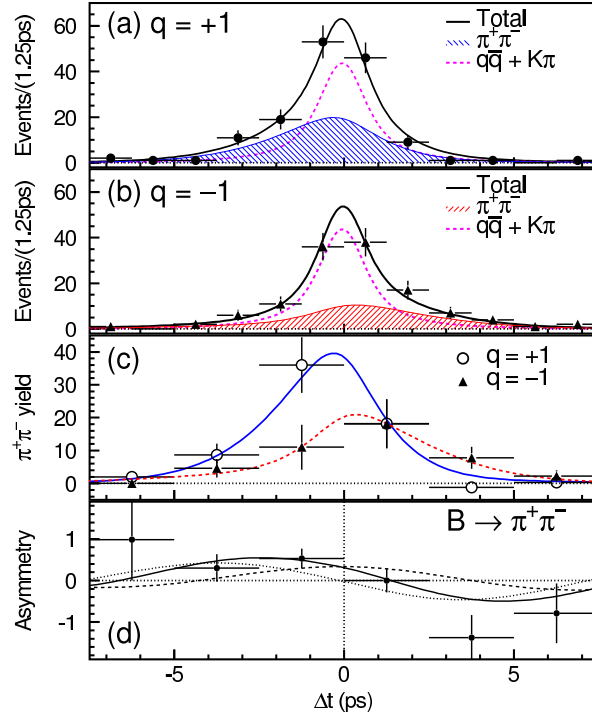 (a) q = +1
Total
π⁺π⁻
qq̅ + Kπ
Events/(1.25ps)
60
40
20
0
(b) q = −1
Total
π⁺π⁻
qq̅ + Kπ
Events/(1.25ps)
60
40
20
0
(c)
q = +1
q = −1
π⁺π⁻ yield
40
30
20
10
0
B → π⁺π⁻
Asymmetry
1
0
-1
(d)
-5 0 5
Δt (ps)